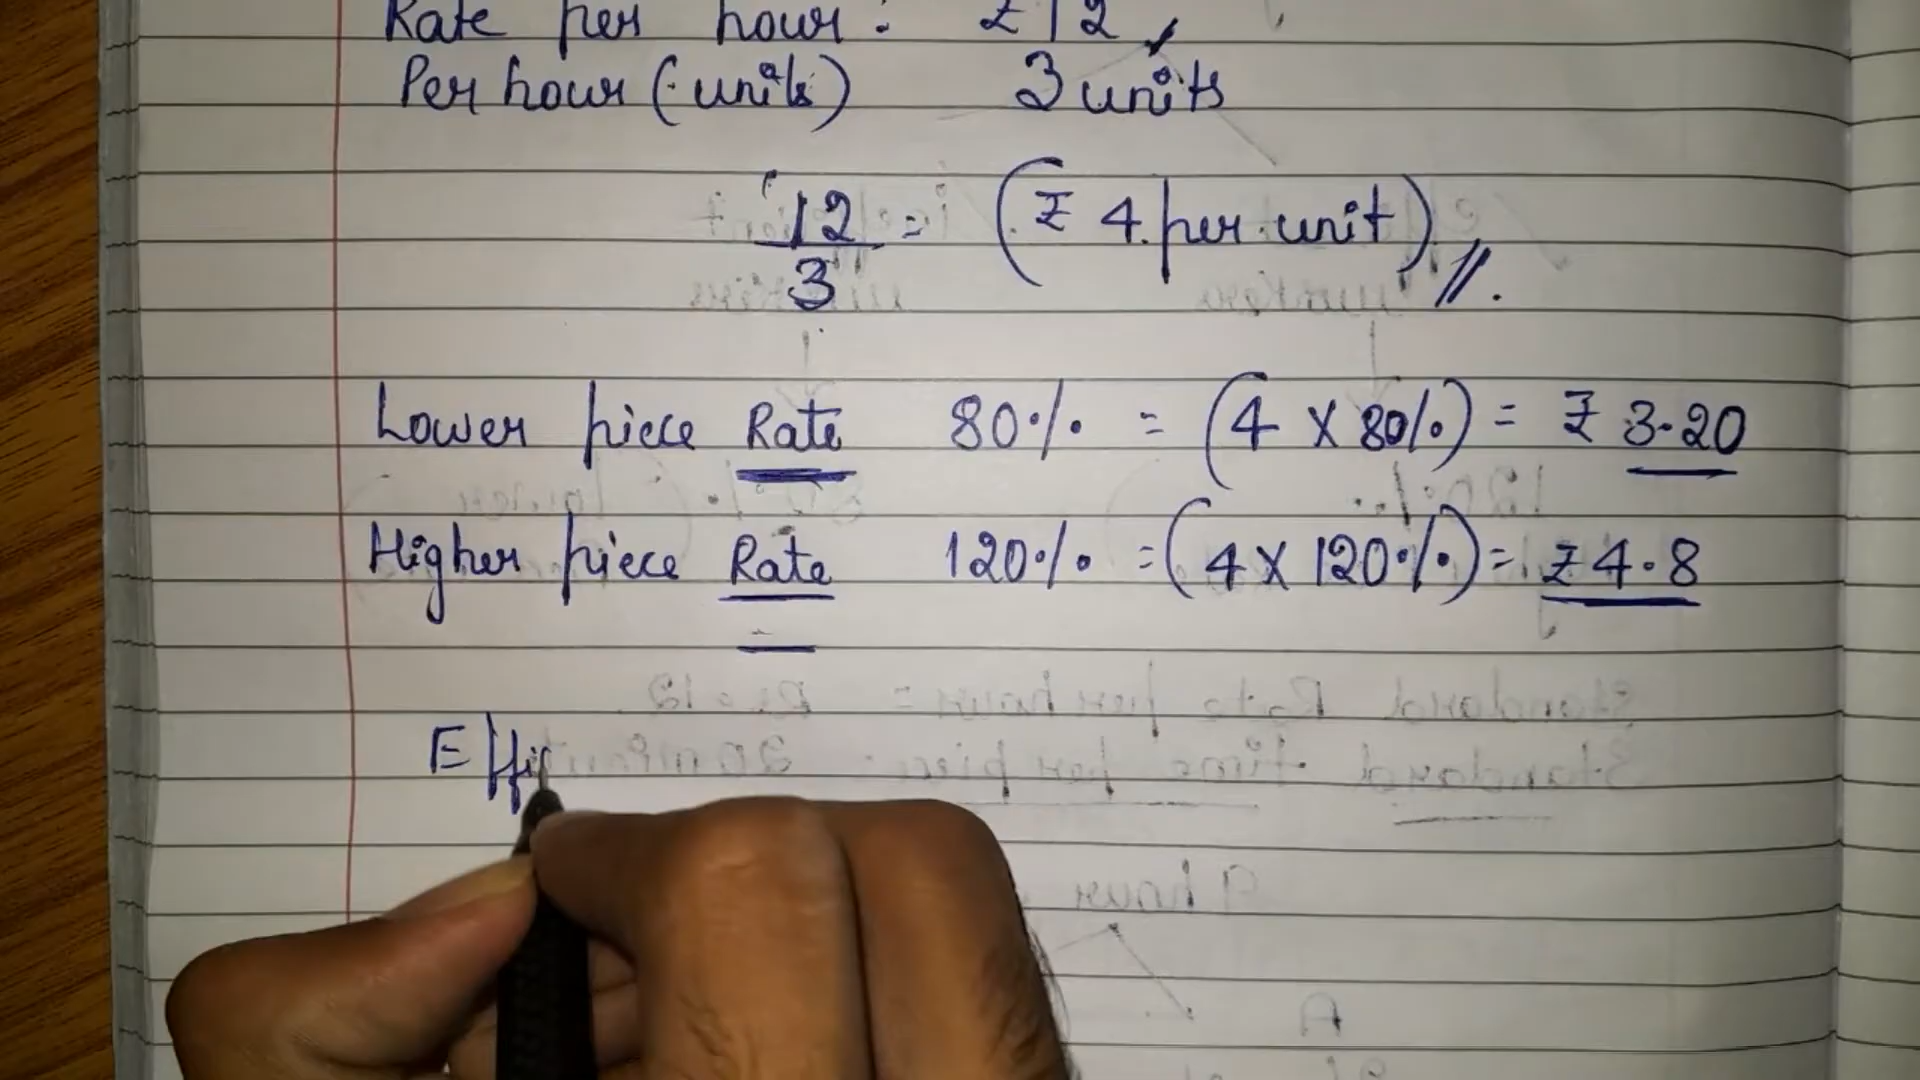 Rate per hour : ₹ 12
Per hour (units) 3 units
12 = (₹ 4 per unit)
3
Lower piece Rate 80% = (4 X 80%) = ₹ 3.20
Higher piece Rate 120% = (4 X 120%) = ₹ 4.8
Effi